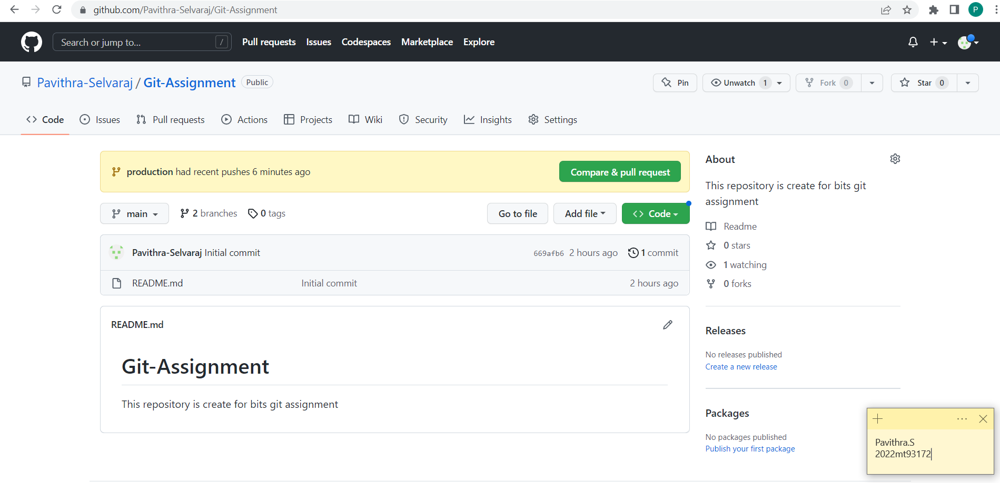 github.com/Pavithra-Selvaraj/Git-Assignment
P
Search or jump to... /
Pull requests Issues Codespaces Marketplace Explore
Pavithra-Selvaraj / Git-Assignment Public
Pin Unwatch 1 Fork 0 Star 0
Code Issues Pull requests Actions Projects Wiki Security Insights Settings
production had recent pushes 6 minutes ago Compare & pull request
main 2 branches 0 tags Go to file Add file Code
Pavithra-Selvaraj Initial commit 669afb6 2 hours ago 1 commit
README.md Initial commit 2 hours ago
README.md
Git-Assignment
This repository is create for bits git assignment
About
This repository is create for bits git
assignment
Readme
0 stars
1 watching
0 forks
Releases
No releases published
Create a new release
Packages
No packages published
Publish your first package
Pavithra.S
2022mt93172